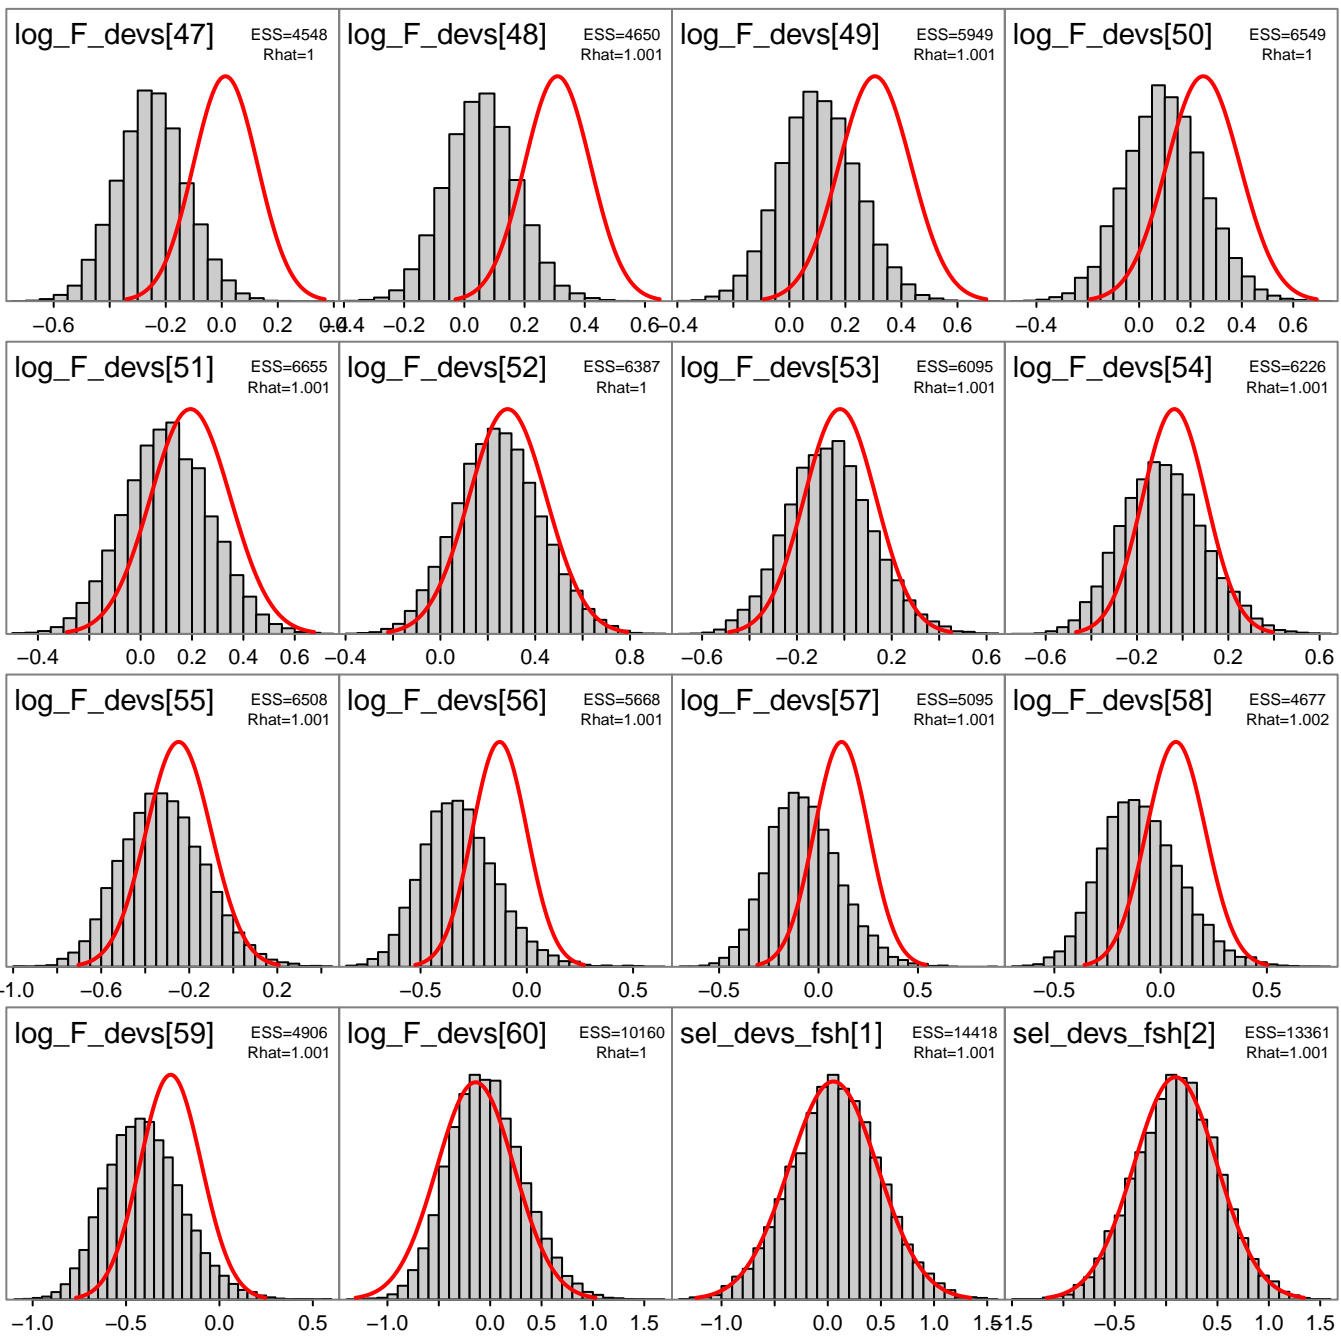 log_F_devs[47] ESS=4548
Rhat=1
log_F_devs[48] ESS=4650
Rhat=1.001
log_F_devs[49] ESS=5949
Rhat=1.001
log_F_devs[50] ESS=6549
Rhat=1
−0.6 −0.2 0.0 0.2 0.4
−0.4 −0.2 0.0 0.2 0.4 0.6
−0.4 0.0 0.2 0.4 0.6
−0.4 0.0 0.2 0.4 0.6
log_F_devs[51] ESS=6655
Rhat=1.001
log_F_devs[52] ESS=6387
Rhat=1
log_F_devs[53] ESS=6095
Rhat=1.001
log_F_devs[54] ESS=6226
Rhat=1.001
−0.4 0.0 0.2 0.4 0.6
−0.4 0.0 0.4 0.8
−0.6 −0.2 0.2 0.6
−0.6 −0.2 0.2 0.6
log_F_devs[55] ESS=6508
Rhat=1.001
log_F_devs[56] ESS=5668
Rhat=1.001
log_F_devs[57] ESS=5095
Rhat=1.001
log_F_devs[58] ESS=4677
Rhat=1.002
−1.0 −0.6 −0.2 0.2
−0.5 0.0 0.5
−0.5 0.0 0.5
−0.5 0.0 0.5
log_F_devs[59] ESS=4906
Rhat=1.001
log_F_devs[60] ESS=10160
Rhat=1
sel_devs_fsh[1] ESS=14418
Rhat=1.001
sel_devs_fsh[2] ESS=13361
Rhat=1.001
−1.0 −0.5 0.0 0.5
−1.0 0.0 0.5 1.0 1.5
−1.0 0.0 0.5 1.0 1.5
−1.5 −0.5 0.5 1.0 1.5